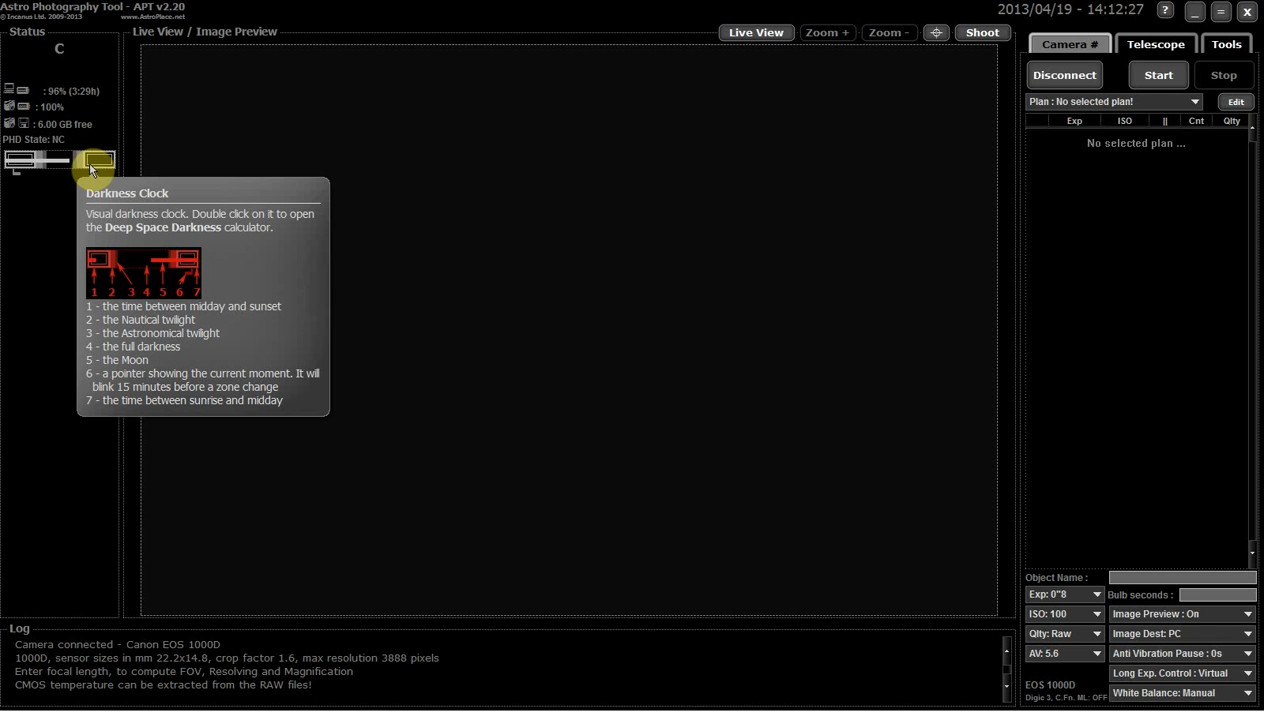 Astro Photography Tool - APT v2.20
© Incanus Ltd. 2009-2013 www.AstroPlace.net
2013/04/19 - 14:12:27 ? _ = X
Status
C
: 96% (3:29h)
: 100%
: 6.00 GB free
PHD State: NC
Live View / Image Preview
Live View Zoom + Zoom - Shoot
Darkness Clock
Visual darkness clock. Double click on it to open
the Deep Space Darkness calculator.
1 2 3 4 5 6 7
1 - the time between midday and sunset
2 - the Nautical twilight
3 - the Astronomical twilight
4 - the full darkness
5 - the Moon
6 - a pointer showing the current moment. It will
blink 15 minutes before a zone change
7 - the time between sunrise and midday
Camera # Telescope Tools
Disconnect Start Stop
Plan : No selected plan! Edit
Exp ISO || Cnt Qlty
No selected plan ...
Object Name :
Exp: 0"8 Bulb seconds :
ISO: 100 Image Preview : On
Qlty: Raw Image Dest: PC
AV: 5.6 Anti Vibration Pause : 0s
Long Exp. Control : Virtual
EOS 1000D
Digic 3, C.Fn. ML: OFF White Balance: Manual
Log
Camera connected - Canon EOS 1000D
1000D, sensor sizes in mm 22.2x14.8, crop factor 1.6, max resolution 3888 pixels
Enter focal length, to compute FOV, Resolving and Magnification
CMOS temperature can be extracted from the RAW files!